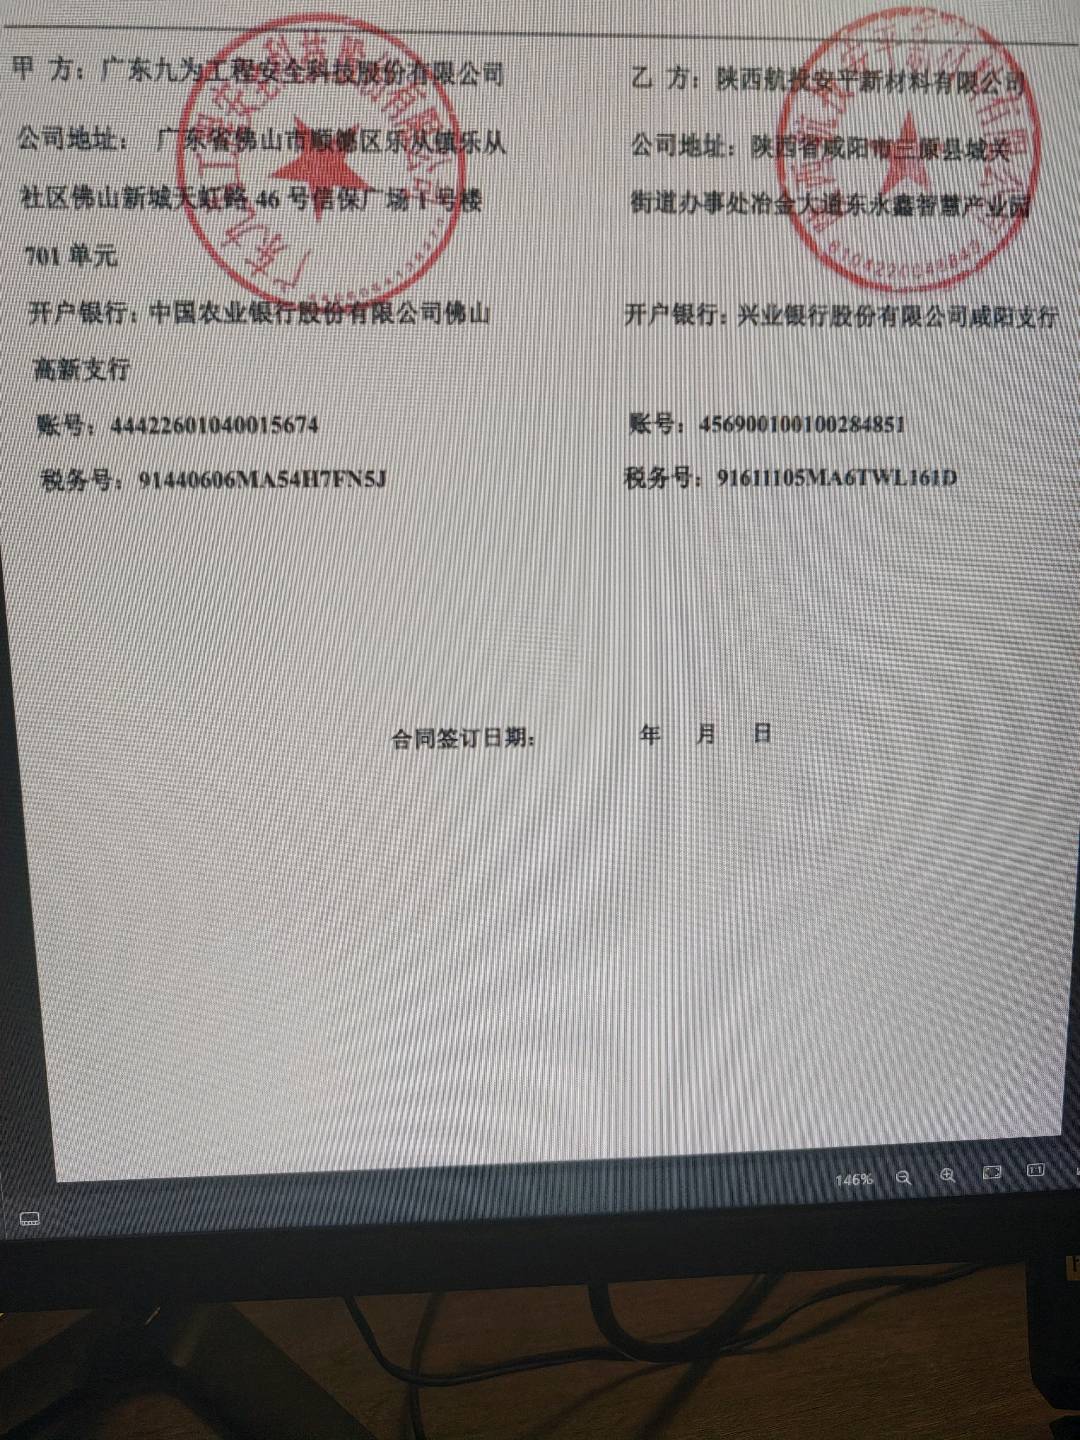 甲 方：广东九为工程安全科技股份有限公司
公司地址： 广东省佛山市顺德区乐从镇乐从
社区佛山新城天虹路 46 号信保广场1号楼
701 单元
开户银行：中国农业银行股份有限公司佛山
高新支行
账号：44422601040015674
税务号：91440606MA54H7FN5J
乙 方：陕西航投安平新材料有限公司
公司地址：陕西省咸阳市三原县城关
街道办事处冶金大道东永鑫智慧产业园
开户银行：兴业银行股份有限公司咸阳支行
账号：456900100100284851
税务号：91611105MA6TWL161D
合同签订日期： 年 月 日
146%